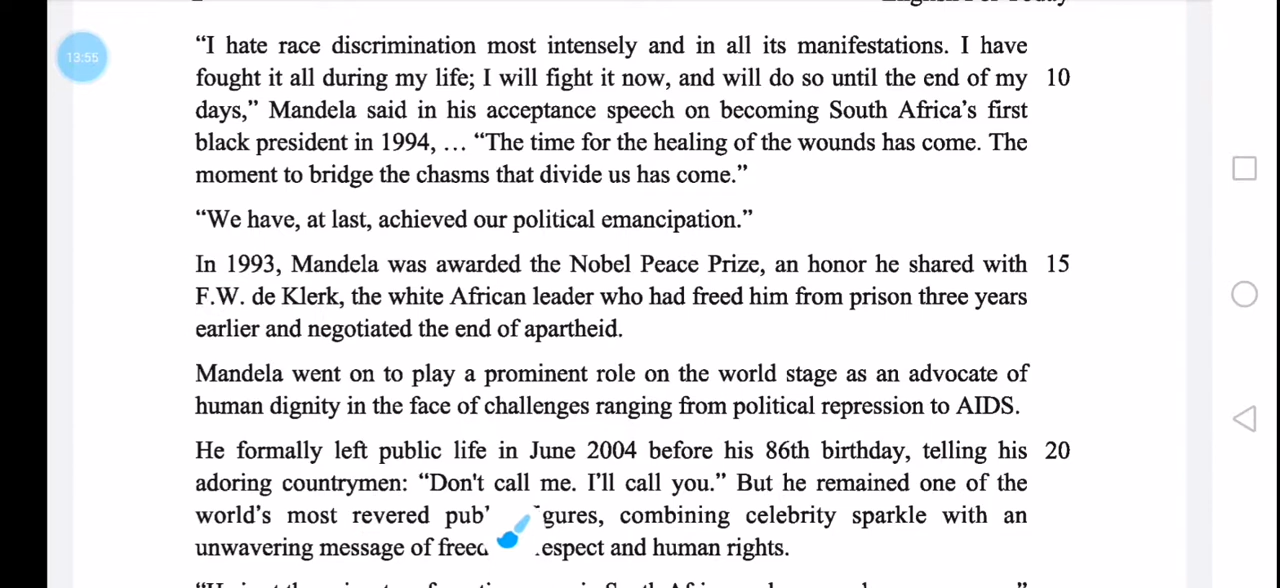 13:55
“I hate race discrimination most intensely and in all its manifestations. I have
fought it all during my life; I will fight it now, and will do so until the end of my 10
days,” Mandela said in his acceptance speech on becoming South Africa’s first
black president in 1994, … “The time for the healing of the wounds has come. The
moment to bridge the chasms that divide us has come.”
“We have, at last, achieved our political emancipation.”
In 1993, Mandela was awarded the Nobel Peace Prize, an honor he shared with 15
F.W. de Klerk, the white African leader who had freed him from prison three years
earlier and negotiated the end of apartheid.
Mandela went on to play a prominent role on the world stage as an advocate of
human dignity in the face of challenges ranging from political repression to AIDS.
He formally left public life in June 2004 before his 86th birthday, telling his 20
adoring countrymen: “Don't call me. I’ll call you.” But he remained one of the
world’s most revered combining celebrity sparkle with an
unwavering message of and human rights.